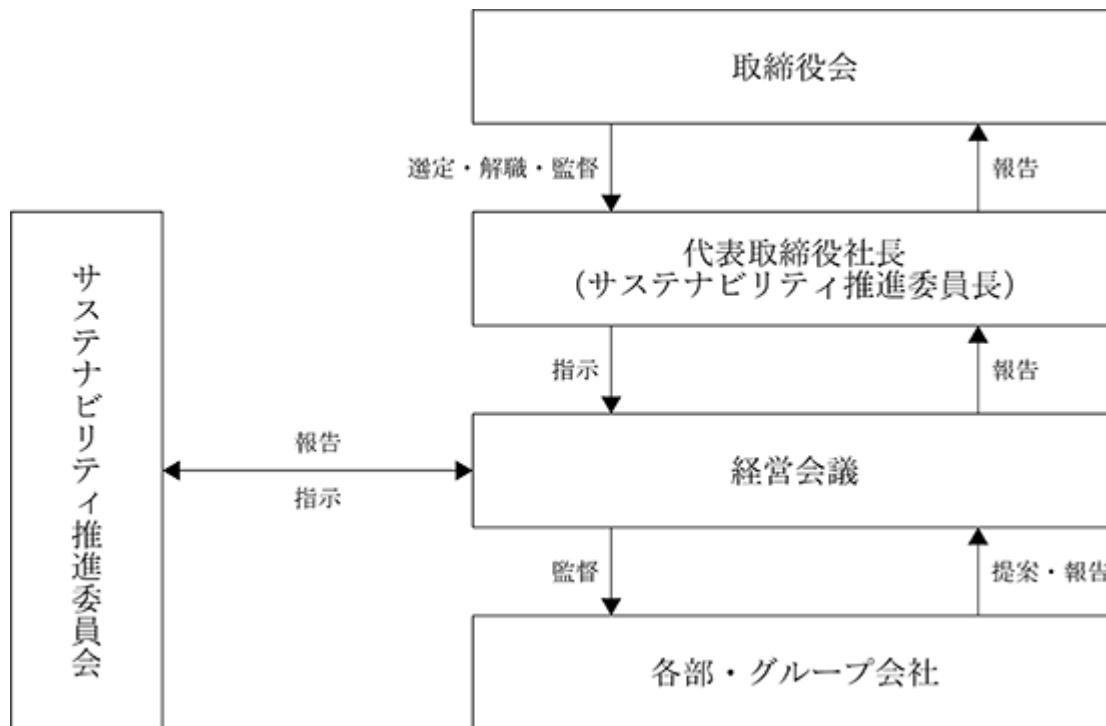 取締役会
選定・解職・監督
報告
代表取締役社長
（サステナビリティ推進委員長）
指示
報告
サステナビリティ推進委員会
報告
指示
経営会議
監督
提案・報告
各部・グループ会社